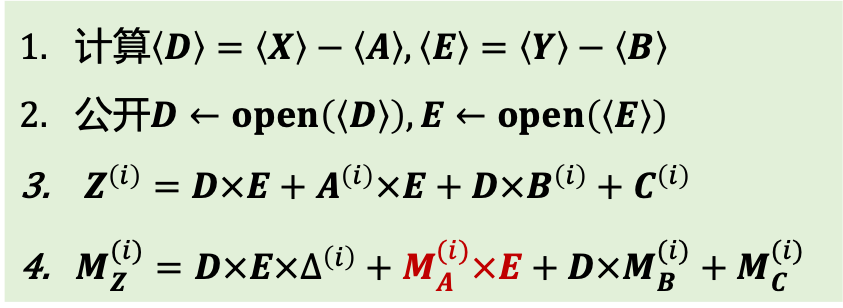 1. 计算⟨D⟩ = ⟨X⟩ − ⟨A⟩, ⟨E⟩ = ⟨Y⟩ − ⟨B⟩
2. 公开D ← open(⟨D⟩), E ← open(⟨E⟩)
3. Z^(i) = D×E + A^(i)×E + D×B^(i) + C^(i)
4. M_Z^(i) = D×E×Δ^(i) + M_A^(i)×E + D×M_B^(i) + M_C^(i)